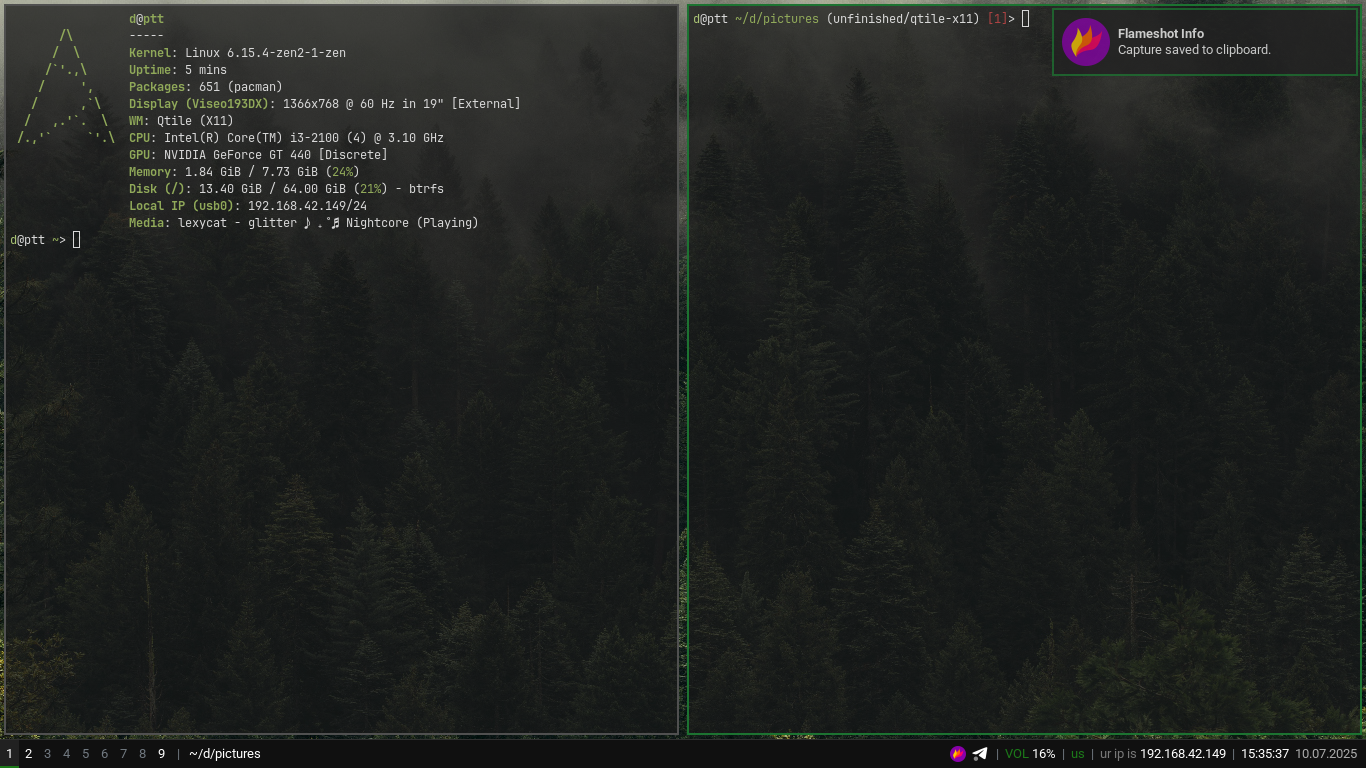 d@ptt
-----
Kernel: Linux 6.15.4-zen2-1-zen
Uptime: 5 mins
Packages: 651 (pacman)
Display (Viseo193DX): 1366x768 @ 60 Hz in 19" [External]
WM: Qtile (X11)
CPU: Intel(R) Core(TM) i3-2100 (4) @ 3.10 GHz
GPU: NVIDIA GeForce GT 440 [Discrete]
Memory: 1.84 GiB / 7.73 GiB (24%)
Disk (/): 13.40 GiB / 64.00 GiB (21%) - btrfs
Local IP (usb0): 192.168.42.149/24
Media: lexycat - glitter ♪ ˖˚♬ Nightcore (Playing)
d@ptt ~>
d@ptt ~/d/pictures (unfinished/qtile-x11) [1]>
Flameshot Info
Capture saved to clipboard.
1 2 3 4 5 6 7 8 9 | ~/d/pictures
| VOL 16% | us | ur ip is 192.168.42.149 | 15:35:37 10.07.2025